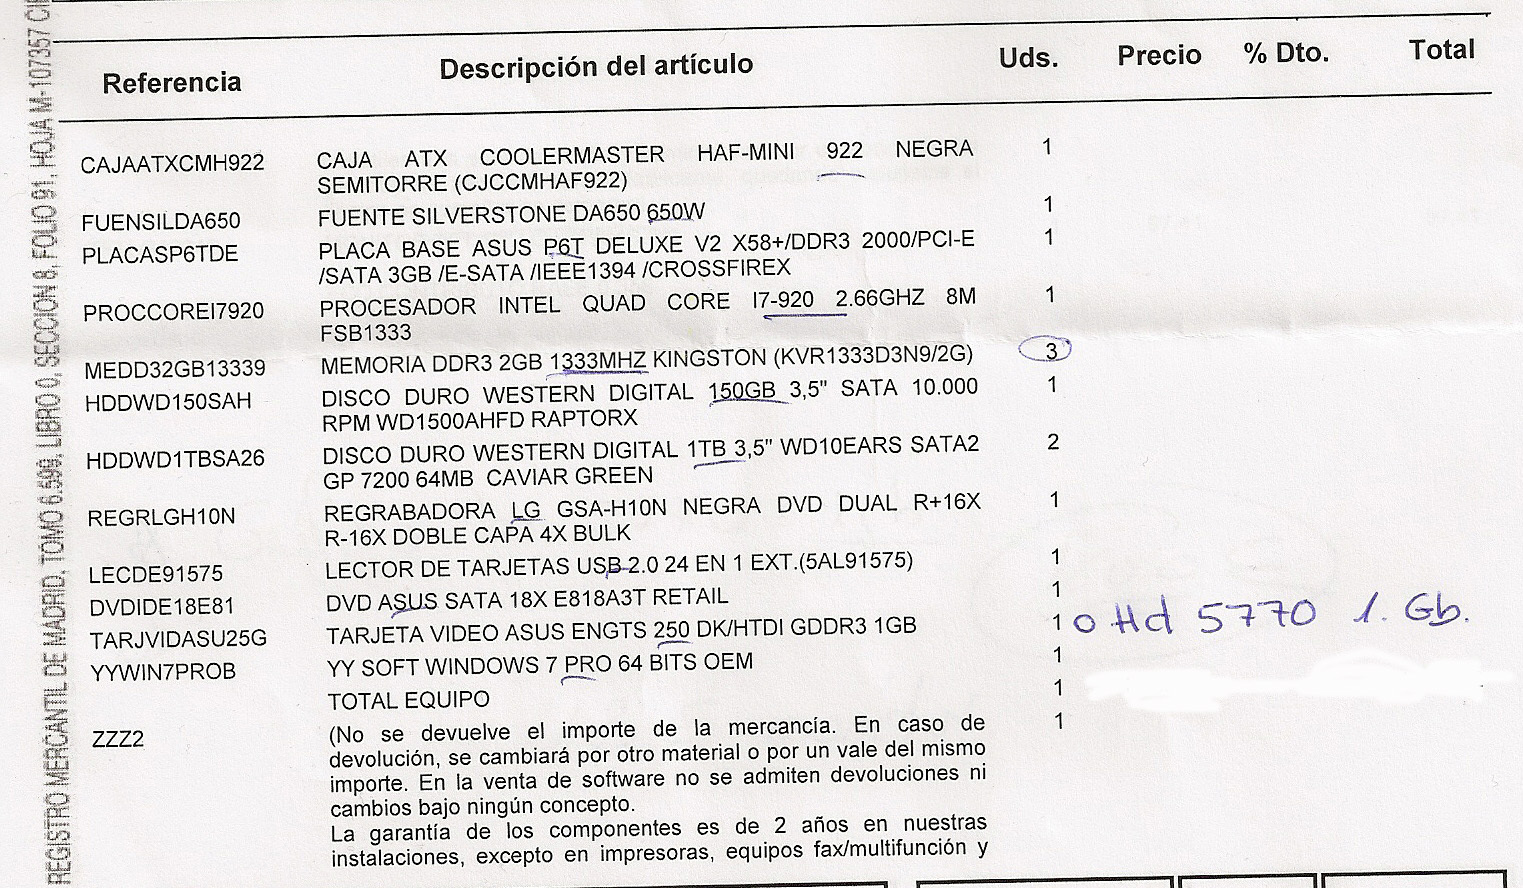 REGISTRO MERCANTIL DE MADRID, TOMO 6.599, LIBRO 0, SECCION 8, FOLIO 91, HOJA M-107357
Referencia Descripción del artículo Uds. Precio % Dto. Total
CAJAATXCMH922 CAJA ATX COOLERMASTER HAF-MINI 922 NEGRA 1
SEMITORRE (CJCCMHAF922)
FUENSILDA650 FUENTE SILVERSTONE DA650 650W 1
PLACASP6TDE PLACA BASE ASUS P6T DELUXE V2 X58+/DDR3 2000/PCI-E 1
/SATA 3GB /E-SATA /IEEE1394 /CROSSFIREX
PROCCOREI7920 PROCESADOR INTEL QUAD CORE I7-920 2.66GHZ 8M 1
FSB1333
MEDD32GB13339 MEMORIA DDR3 2GB 1333MHZ KINGSTON (KVR1333D3N9/2G) 3
HDDWD150SAH DISCO DURO WESTERN DIGITAL 150GB 3,5" SATA 10.000 1
RPM WD1500AHFD RAPTORX
HDDWD1TBSA26 DISCO DURO WESTERN DIGITAL 1TB 3,5" WD10EARS SATA2 2
GP 7200 64MB CAVIAR GREEN
REGRLGH10N REGRABADORA LG GSA-H10N NEGRA DVD DUAL R+16X 1
R-16X DOBLE CAPA 4X BULK
LECDE91575 LECTOR DE TARJETAS USB 2.0 24 EN 1 EXT.(5AL91575) 1
DVDIDE18E81 DVD ASUS SATA 18X E818A3T RETAIL 1
TARJVIDASU25G TARJETA VIDEO ASUS ENGTS 250 DK/HTDI GDDR3 1GB 1 o Hd 5770 1. Gb.
YYWIN7PROB YY SOFT WINDOWS 7 PRO 64 BITS OEM 1
TOTAL EQUIPO 1
ZZZ2 (No se devuelve el importe de la mercancía. En caso de 1
devolución, se cambiará por otro material o por un vale del mismo
importe. En la venta de software no se admiten devoluciones ni
cambios bajo ningún concepto.
La garantía de los componentes es de 2 años en nuestras
instalaciones, excepto en impresoras, equipos fax/multifunción y